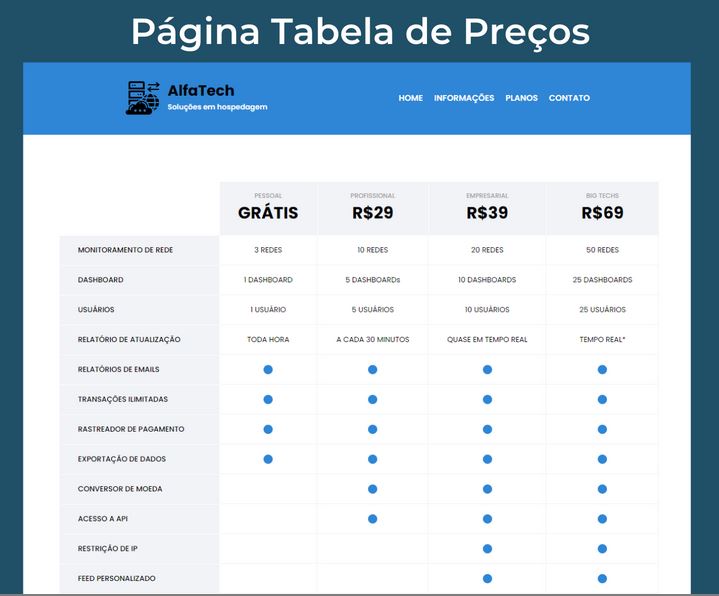 Página Tabela de Preços
AlfaTech
Soluções em hospedagem
HOME INFORMAÇÕES PLANOS CONTATO
PESSOAL PROFISSIONAL EMPRESARIAL BIG TECHS
GRÁTIS R$29 R$39 R$69
MONITORAMENTO DE REDE 3 REDES 10 REDES 20 REDES 50 REDES
DASHBOARD 1 DASHBOARD 5 DASHBOARDs 10 DASHBOARDS 25 DASHBOARDS
USUÁRIOS 1 USUÁRIO 5 USUÁRIOS 10 USUÁRIOS 25 USUÁRIOS
RELATÓRIO DE ATUALIZAÇÃO TODA HORA A CADA 30 MINUTOS QUASE EM TEMPO REAL TEMPO REAL*
RELATÓRIOS DE EMAILS
TRANSAÇÕES ILIMITADAS
RASTREADOR DE PAGAMENTO
EXPORTAÇÃO DE DADOS
CONVERSOR DE MOEDA
ACESSO A API
RESTRIÇÃO DE IP
FEED PERSONALIZADO